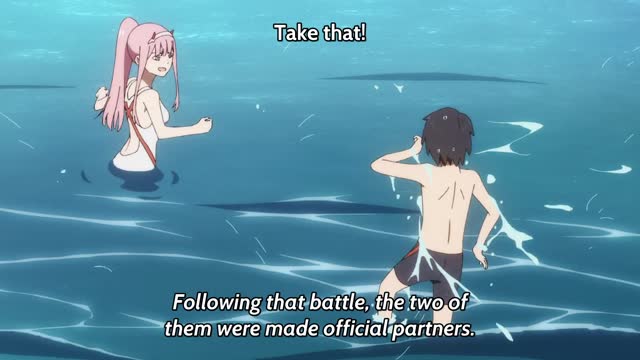 Take that!
Following that battle, the two of
them were made official partners.